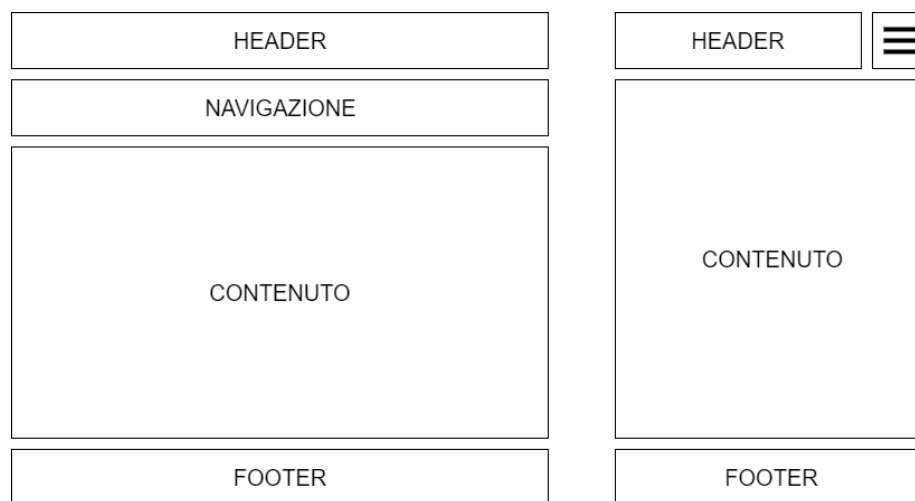 HEADER
NAVIGAZIONE
CONTENUTO
FOOTER
HEADER
CONTENUTO
FOOTER